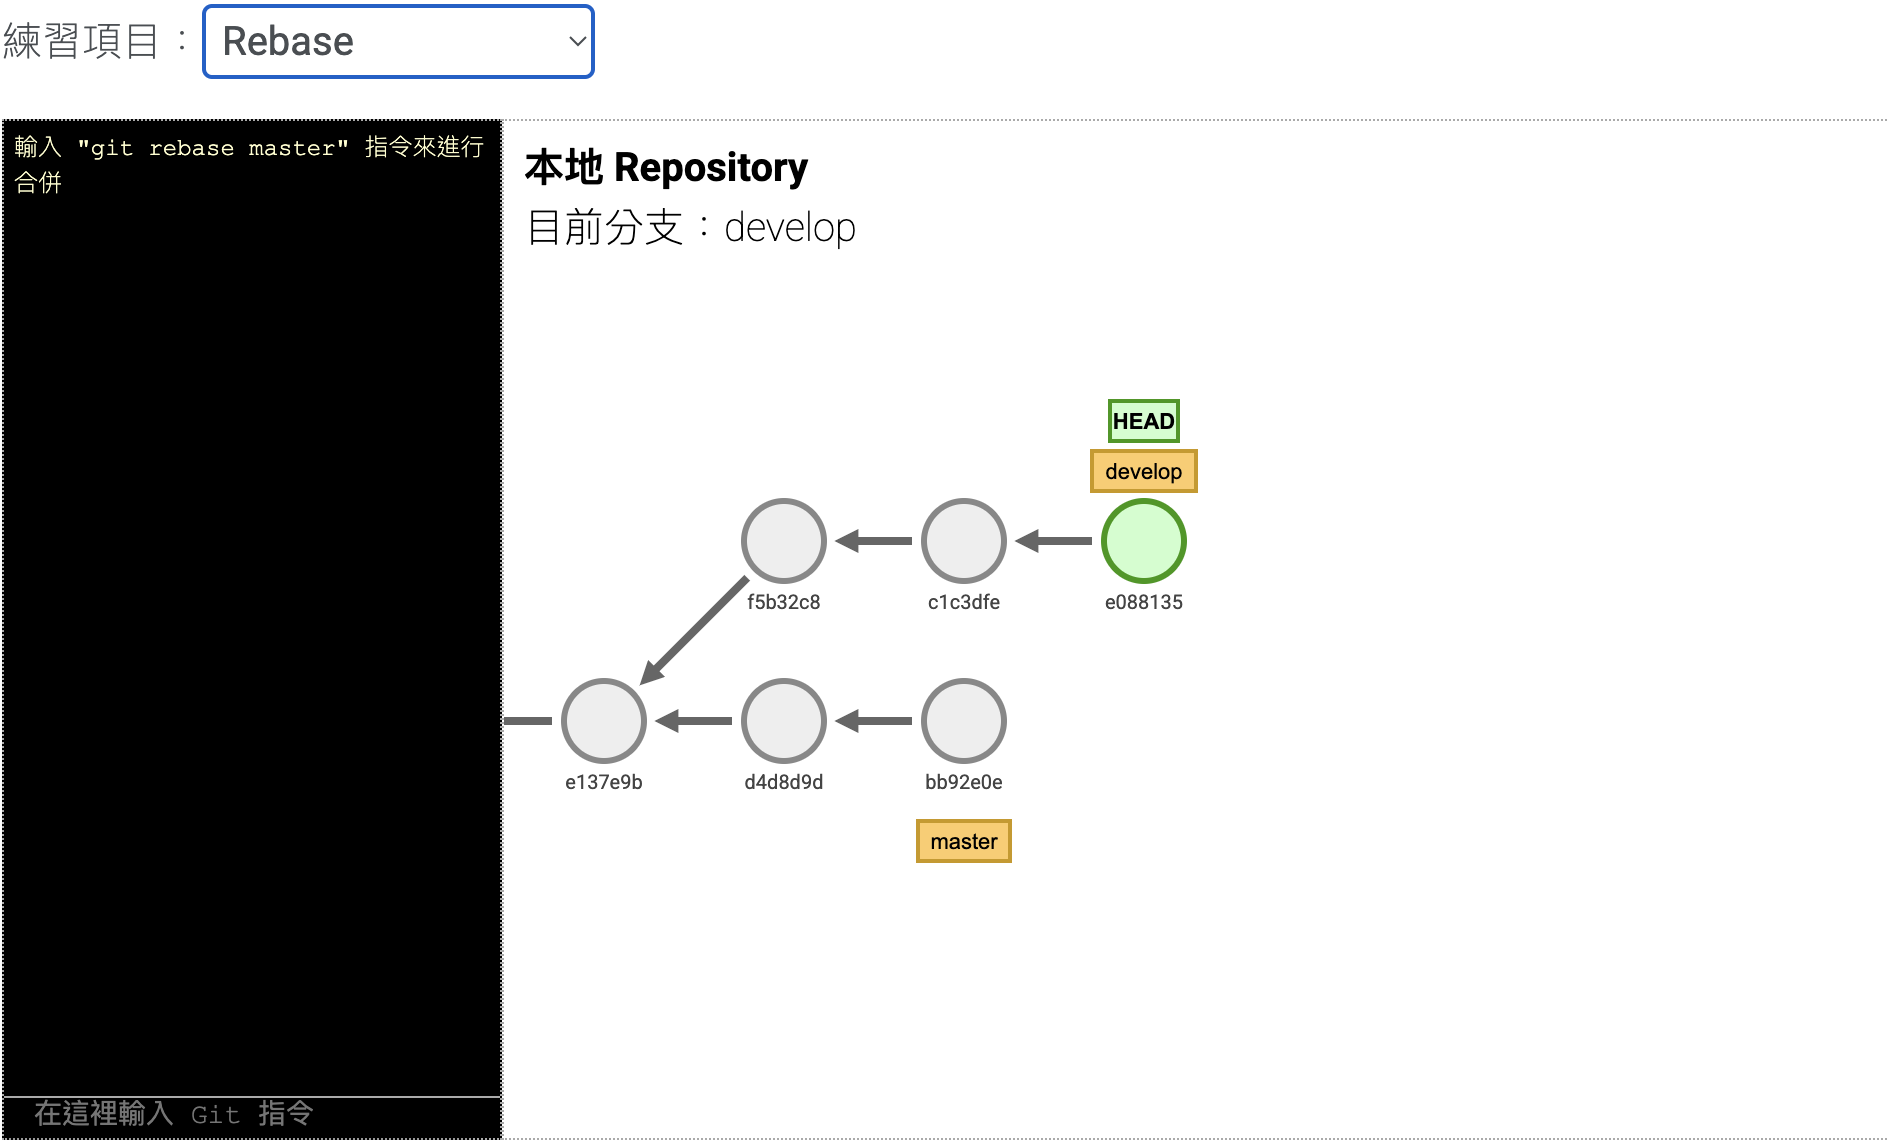 練習項目：Rebase
輸入 "git rebase master" 指令來進行
合併
本地 Repository
目前分支：develop
HEAD
develop
f5b32c8
c1c3dfe
e088135
e137e9b
d4d8d9d
bb92e0e
master
在這裡輸入 Git 指令